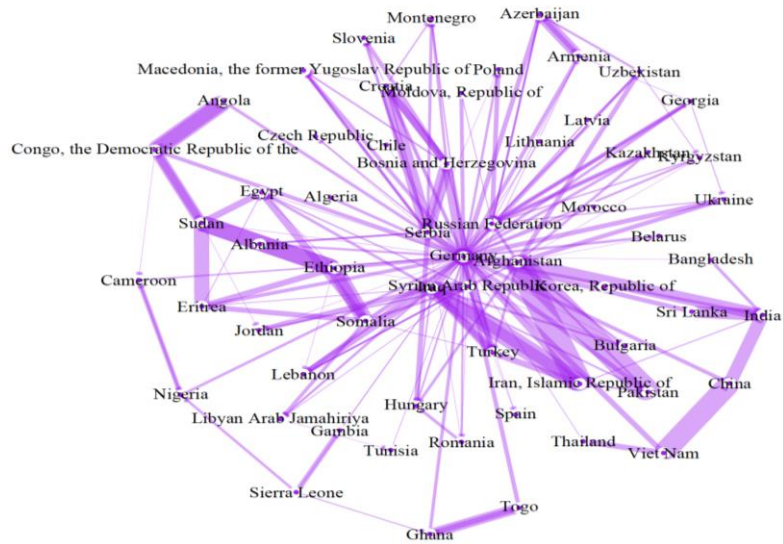 Azerbaijan
Montenegro
Slovenia
Armenia
Macedonia, the former Yugoslav Republic of Poland
Uzbekistan
Croatia
Moldova, Republic of
Angola
Georgia
Latvia
Czech Republic
Chile
Lithuania
Congo, the Democratic Republic of the
Kazakhstan
Kyrgyzstan
Bosnia and Herzegovina
Egypt
Algeria
Ukraine
Morocco
Sudan
Russian Federation
Serbia
Belarus
Albania
Germany
Afghanistan
Bangladesh
Ethiopia
Cameroon
Syrian Arab Republic
Iraq
Korea, Republic of
Eritrea
Sri Lanka
India
Somalia
Jordan
Turkey
Bulgaria
Lebanon
Iran, Islamic Republic of
China
Nigeria
Pakistan
Hungary
Libyan Arab Jamahiriya
Spain
Gambia
Romania
Thailand
Tunisia
Viet Nam
Sierra Leone
Togo
Ghana